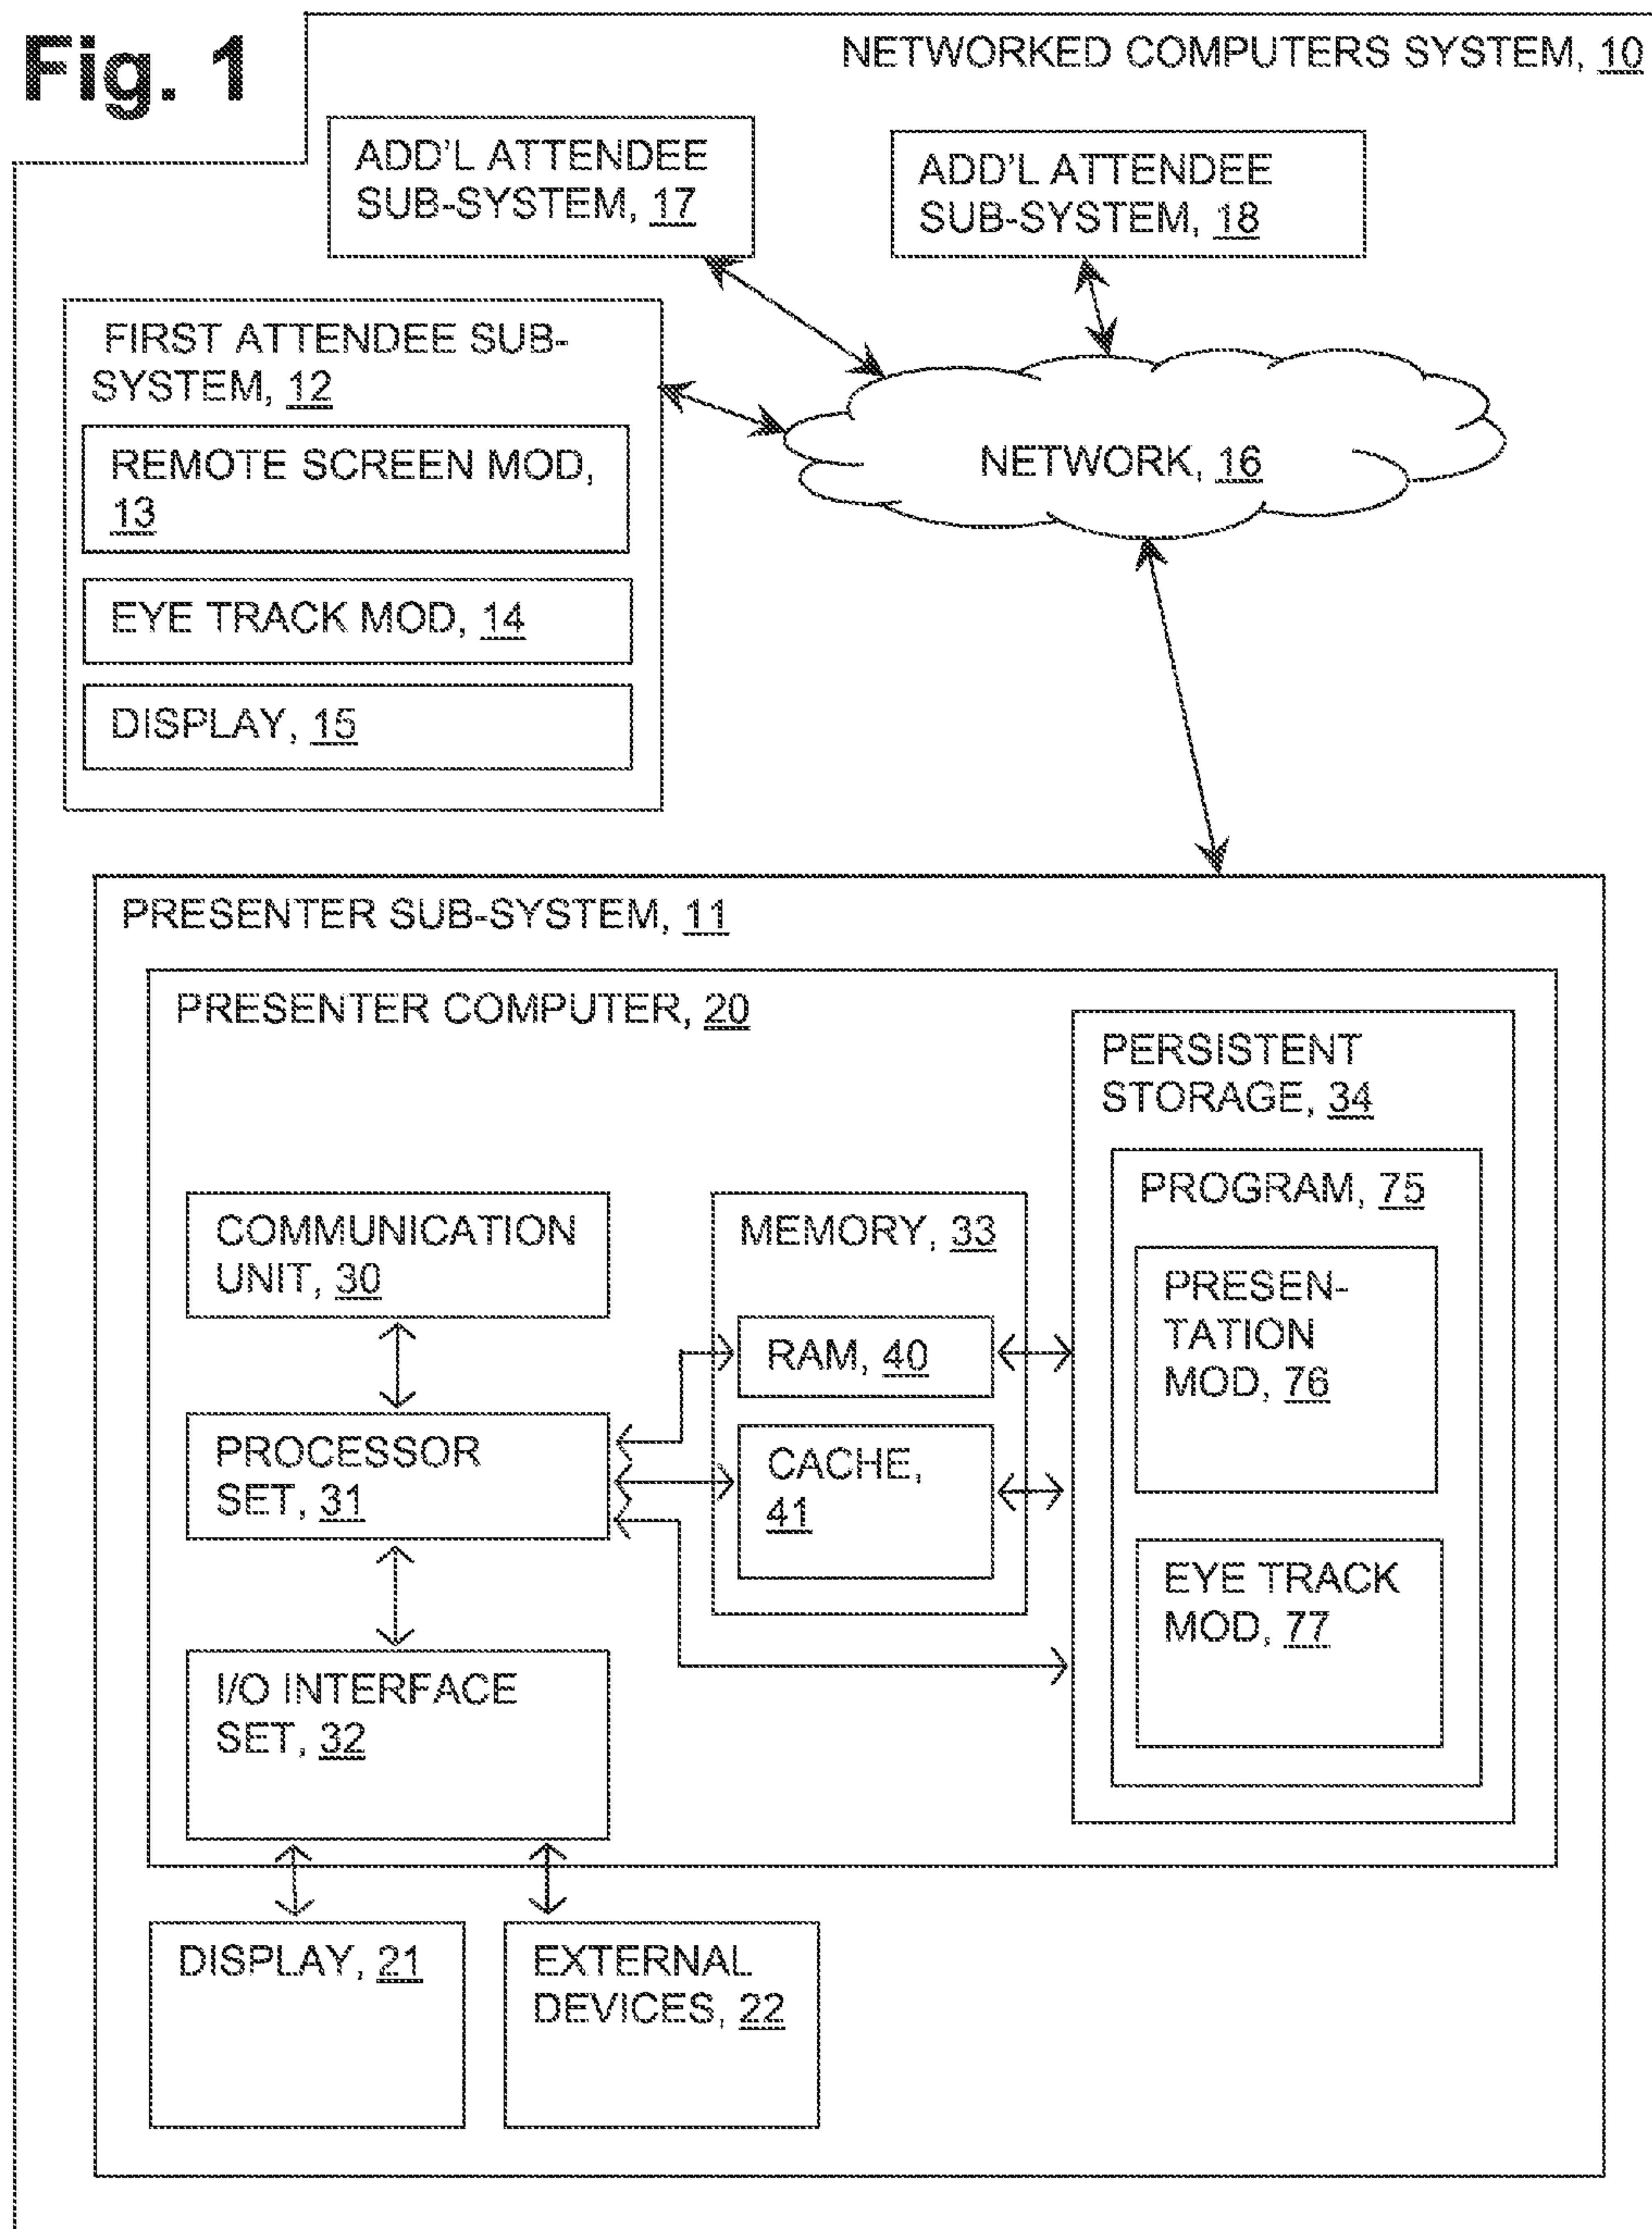 Fig. 1
NETWORKED COMPUTERS SYSTEM, 10
ADD'L ATTENDEE
SUB-SYSTEM, 17
ADD'L ATTENDEE
SUB-SYSTEM, 18
FIRST ATTENDEE SUB-
SYSTEM, 12
REMOTE SCREEN MOD,
13
EYE TRACK MOD, 14
DISPLAY, 15
NETWORK, 16
PRESENTER SUB-SYSTEM, 11
PRESENTER COMPUTER, 20
PERSISTENT
STORAGE, 34
PROGRAM, 75
PRESEN-
TATION
MOD, 76
EYE TRACK
MOD, 77
COMMUNICATION
UNIT, 30
MEMORY, 33
RAM, 40
CACHE,
41
PROCESSOR
SET, 31
I/O INTERFACE
SET, 32
DISPLAY, 21
EXTERNAL
DEVICES, 22